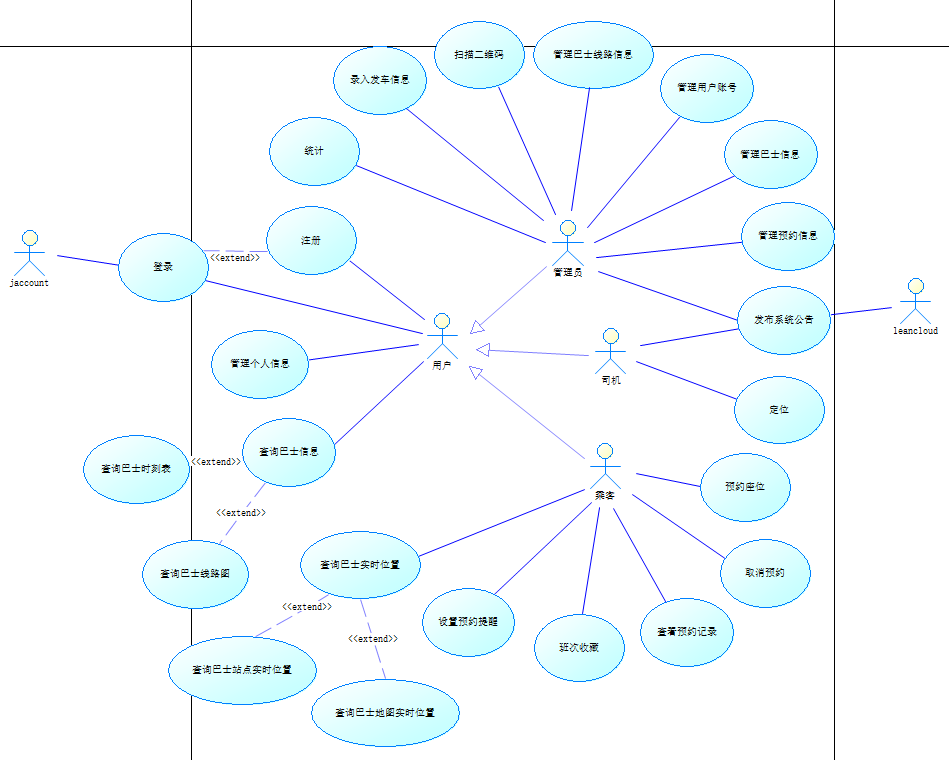 扫描二维码
管理巴士线路信息
录入发车信息
管理用户账号
统计
管理巴士信息
注册
管理预约信息
<<extend>>
登录
管理员
jaccount
发布系统公告
leancloud
管理个人信息
用户
司机
定位
查询巴士信息
查询巴士时刻表
<<extend>>
预约座位
乘客
<<extend>>
查询巴士实时位置
查询巴士线路图
取消预约
<<extend>>
设置预约提醒
查看预约记录
<<extend>>
班次收藏
查询巴士站点实时位置
查询巴士地图实时位置